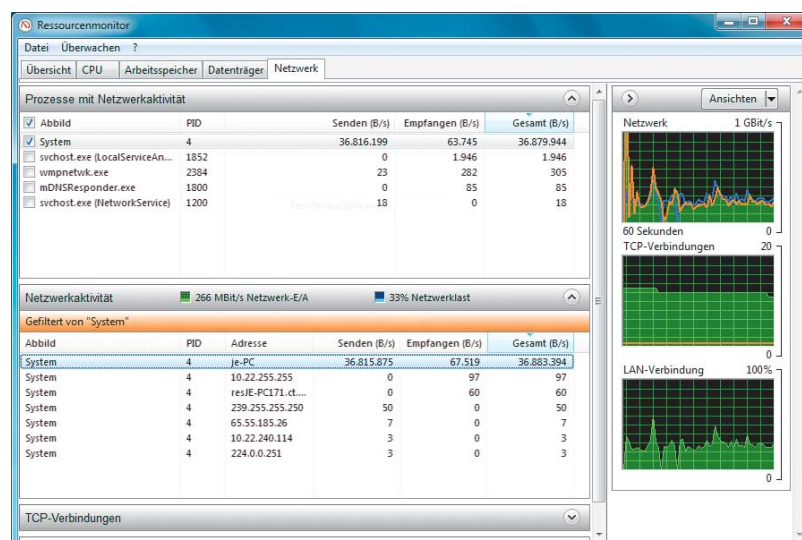 Ressourcenmonitor
Datei Überwachen ?
Übersicht CPU Arbeitsspeicher Datenträger Netzwerk
Prozesse mit Netzwerkaktivität
Abbild PID Senden (B/s) Empfangen (B/s) Gesamt (B/s)
System 4 36.816.199 63.745 36.879.944
svchost.exe (LocalServiceAn... 1852 0 1.946 1.946
wmpnetwk.exe 2384 23 282 305
mDNSResponder.exe 1800 0 85 85
svchost.exe (NetworkService) 1200 18 0 18
Netzwerkaktivität 266 MBit/s Netzwerk-E/A 33% Netzwerklast
Gefiltert von "System"
Abbild PID Adresse Senden (B/s) Empfangen (B/s) Gesamt (B/s)
System 4 je-PC 36.815.875 67.519 36.883.394
System 4 10.22.255.255 0 97 97
System 4 resJE-PC171.ct.... 0 60 60
System 4 239.255.255.250 50 0 50
System 4 65.55.185.26 7 0 7
System 4 10.22.240.114 3 0 3
System 4 224.0.0.251 3 0 3
TCP-Verbindungen
Ansichten
Netzwerk 1 GBit/s
60 Sekunden 0
TCP-Verbindungen 20
0
LAN-Verbindung 100%
0